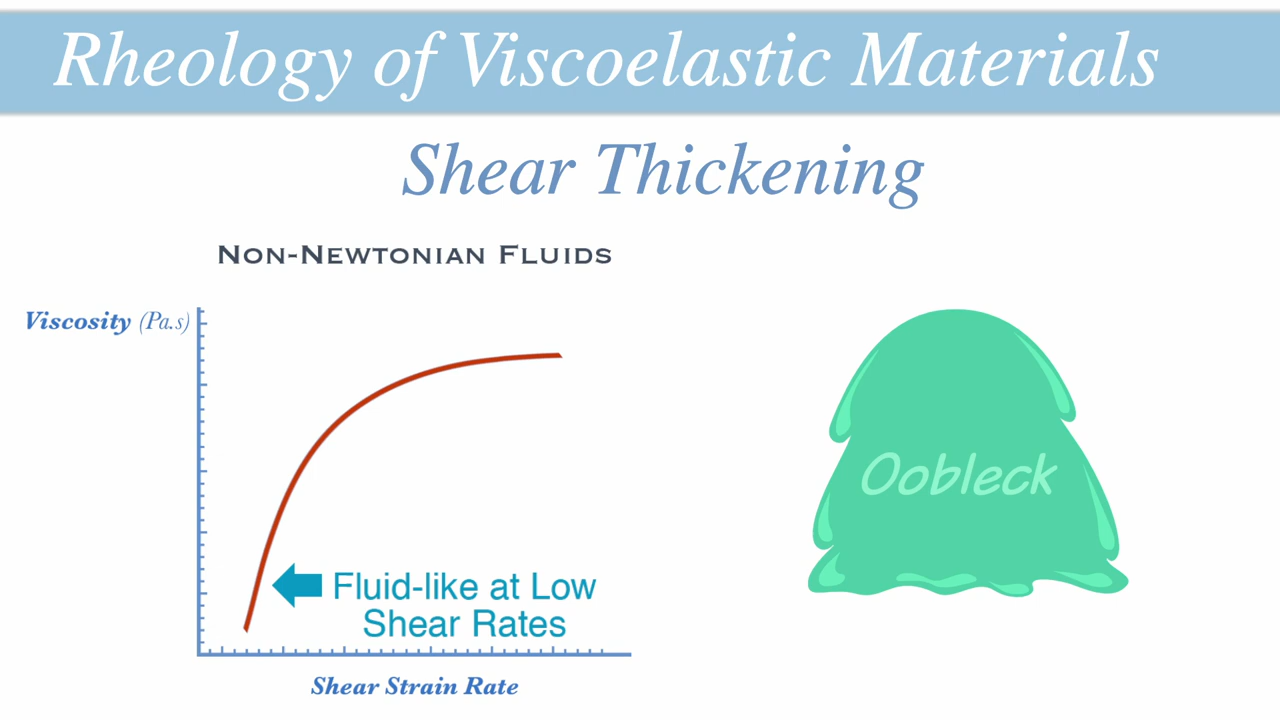 Rheology of Viscoelastic Materials
Shear Thickening
Non-Newtonian Fluids
Viscosity (Pa.s)
Oobleck
Fluid-like at Low
Shear Rates
Shear Strain Rate